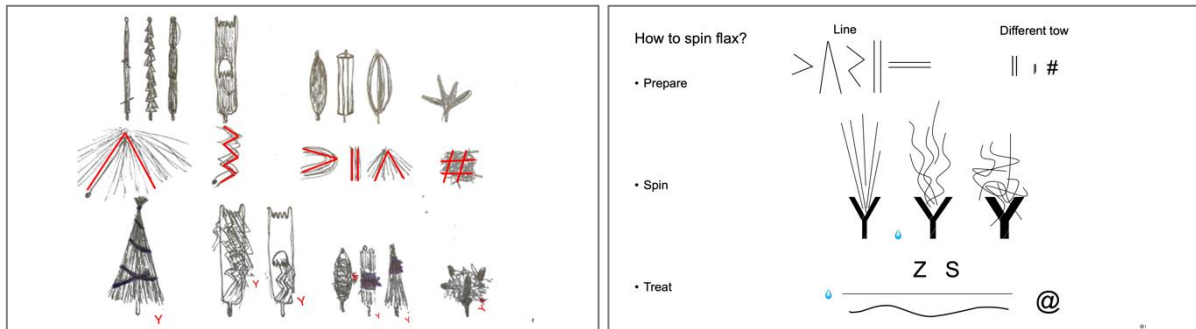 Y
Y
Y
Y
Y
Y
How to spin flax?
Line
Different tow
#
• Prepare
• Spin
Y Y Y
Z S
• Treat
@